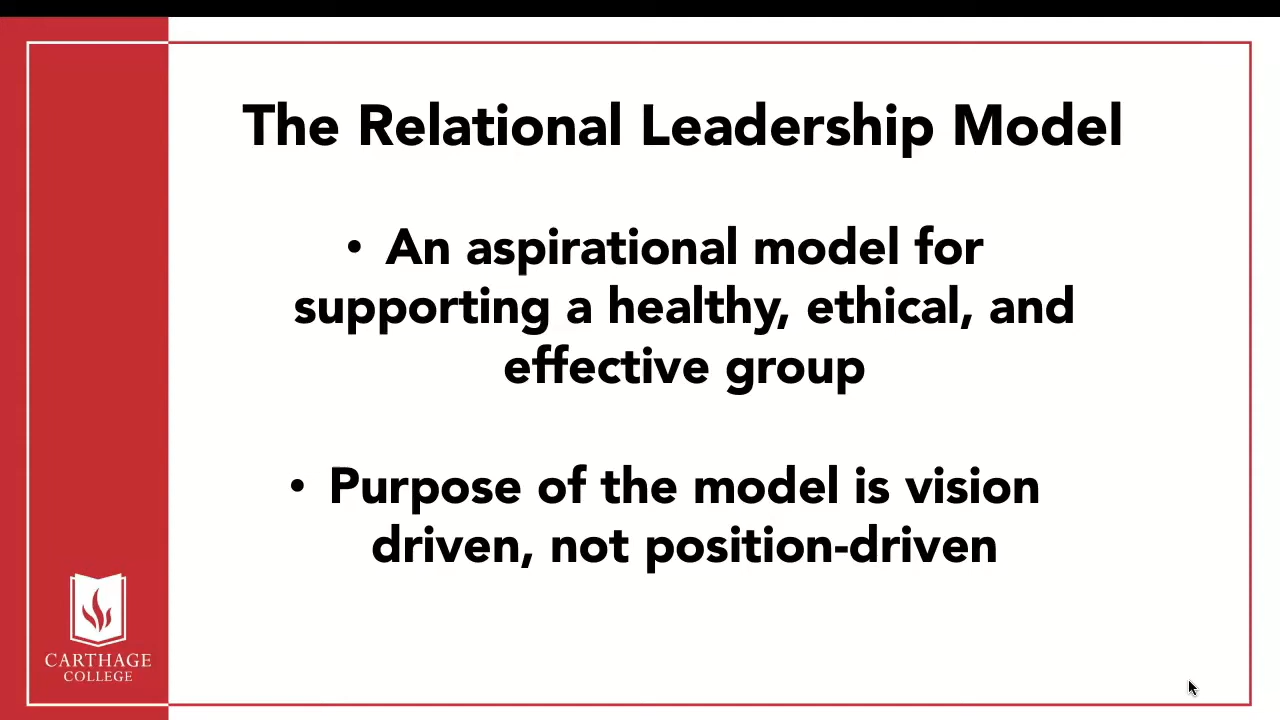 The Relational Leadership Model
• An aspirational model for
supporting a healthy, ethical, and
effective group
• Purpose of the model is vision
driven, not position-driven
CARTHAGE
COLLEGE